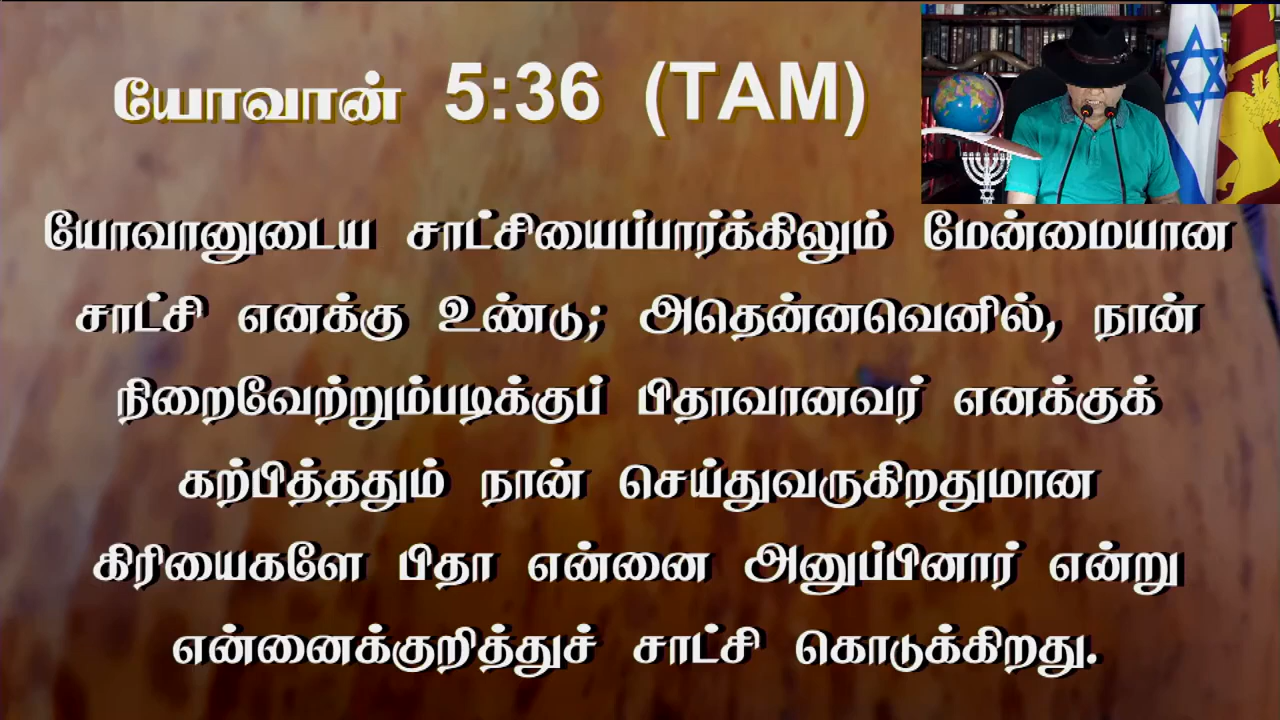 யோவான் 5:36 (TAM)
யோவானுடைய சாட்சியைப்பார்க்கிலும் மேன்மையான
சாட்சி எனக்கு உண்டு; அதென்னவெனில், நான்
நிறைவேற்றும்படிக்குப் பிதாவானவர் எனக்குக்
கற்பித்ததும் நான் செய்துவருகிறதுமான
கிரியைகளே பிதா என்னை அனுப்பினார் என்று
என்னைக்குறித்துச் சாட்சி கொடுக்கிறது.